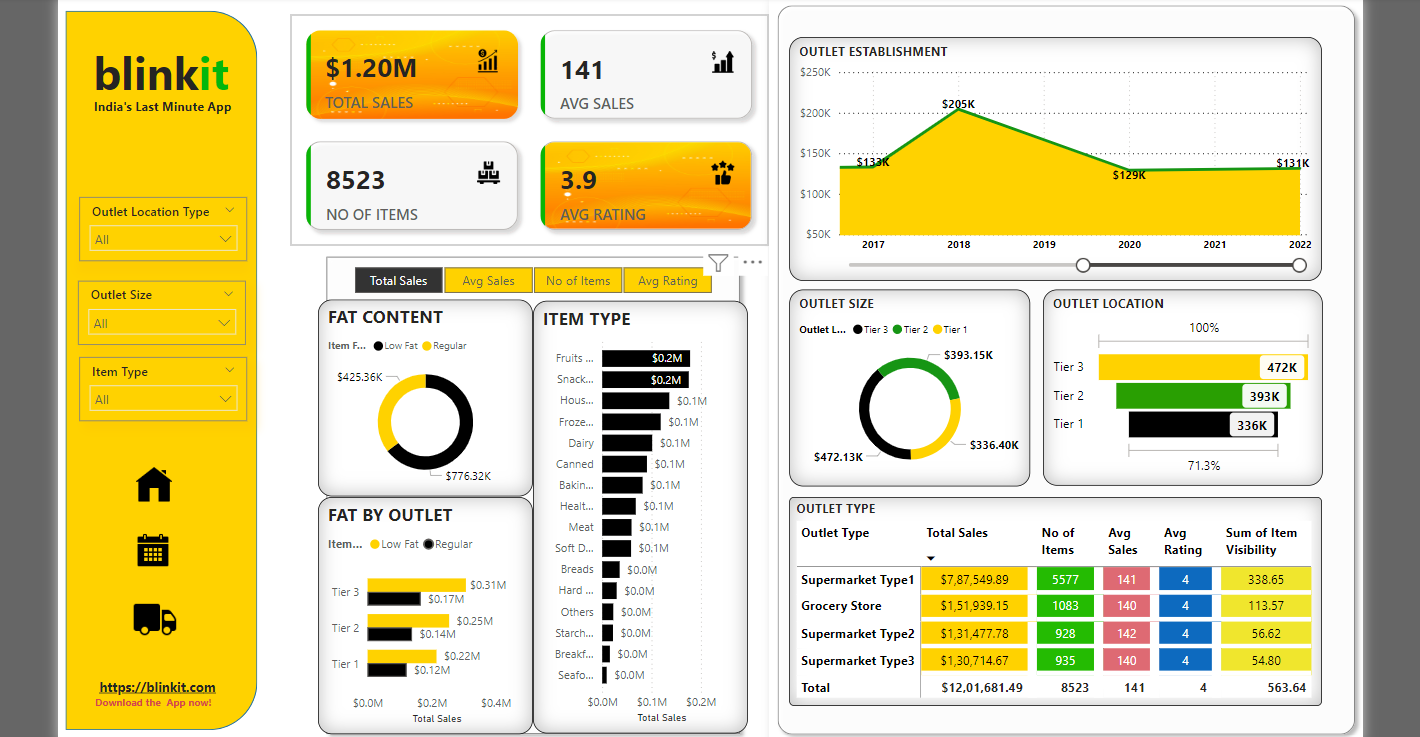 blinkit
India's Last Minute App
Outlet Location Type
All
Outlet Size
All
Item Type
All
https://blinkit.com
Download the App now!
$1.20M
TOTAL SALES
141
AVG SALES
8523
NO OF ITEMS
3.9
AVG RATING
Total Sales
Avg Sales
No of Items
Avg Rating
FAT CONTENT
Item F... Low Fat Regular
$425.36K
$776.32K
FAT BY OUTLET
Item... Low Fat Regular
Tier 3 $0.31M
$0.17M
Tier 2 $0.25M
$0.14M
Tier 1 $0.22M
$0.12M
$0.0M $0.2M $0.4M
Total Sales
ITEM TYPE
Fruits ... $0.2M
Snack... $0.2M
Hous... $0.1M
Froze... $0.1M
Dairy $0.1M
Canned $0.1M
Bakin... $0.1M
Healt... $0.1M
Meat $0.1M
Soft D... $0.1M
Breads $0.0M
Hard ... $0.0M
Others $0.0M
Starch... $0.0M
Breakf... $0.0M
Seafo... $0.0M
$0.0M $0.1M $0.2M
Total Sales
OUTLET ESTABLISHMENT
$250K
$200K
$150K
$100K
$50K
$133K
$205K
$129K
$131K
2017 2018 2019 2020 2021 2022
OUTLET SIZE
Outlet L... Tier 3 Tier 2 Tier 1
$393.15K
$336.40K
$472.13K
OUTLET LOCATION
100%
Tier 3 472K
Tier 2 393K
Tier 1 336K
71.3%
OUTLET TYPE
Outlet Type Total Sales No of Items Avg Sales Avg Rating Sum of Item Visibility
Supermarket Type1 $7,87,549.89 5577 141 4 338.65
Grocery Store $1,51,939.15 1083 140 4 113.57
Supermarket Type2 $1,31,477.78 928 142 4 56.62
Supermarket Type3 $1,30,714.67 935 140 4 54.80
Total $12,01,681.49 8523 141 4 563.64